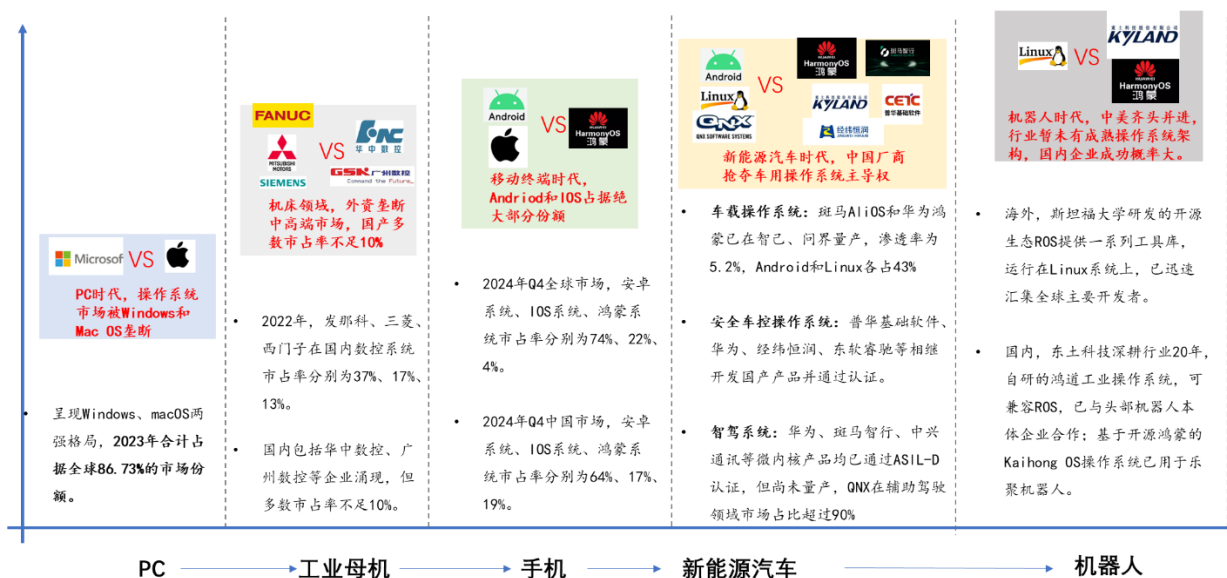 Microsof VS
PC时代，操作系统
市场被Windows和
Mac OS垄断
呈现Windows、macOS两
强格局，2023年合计占
据全球86.73%的市场份
额。
FANUC
MITSUBISHI
MOTORS
SIEMENS
VS
华中数控
GSK广州数控
Command the Future
机床领域，外资垄断
中高端市场，国产多
数市占率不足10%
2022年，发那科、三菱、
西门子在国内数控系统
市占率分别为37%、17%、
13%。
国内包括华中数控、广
州数控等企业涌现，但
多数市占率不足10%。
Android
VS
HarmonyOS
鸿蒙
移动终端时代，
Andriod和IOS占据绝
大部分份额
2024年Q4全球市场，安卓
系统、IOS系统、鸿蒙系
统市占率分别为74%、22%、
4%。
2024年Q4中国市场，安卓
系统、IOS系统、鸿蒙系
统市占率分别为64%、17%、
19%。
Android
Linux
QNX
QNX SOFTWARE SYSTEMS
VS
HUAWEI
HarmonyOS
鸿蒙
斑马智行
KYLAND
CETC
普华基础软件
经纬恒润
新能源汽车时代，中国厂商
抢夺车用操作系统主导权
车载操作系统：斑马AliOS和华为鸿
蒙已在智己、问界量产，渗透率为
5.2%，Android和Linux各占43%
安全车控操作系统：普华基础软件、
华为、经纬恒润、东软睿驰等相继
开发国产产品并通过认证。
智驾系统：华为、斑马智行、中兴
通讯等微内核产品均已通过ASIL-D
认证，但尚未量产，QNX在辅助驾驶
领域市场占比超过90%
Linux VS
KYLAND
HUAWEI
HarmonyOS
鸿蒙
机器人时代，中美齐头并进，
行业暂未有成熟操作系统架
构，国内企业成功概率大。
海外，斯坦福大学研发的开源
生态ROS提供一系列工具库，
运行在Linux系统上，已迅速
汇集全球主要开发者。
国内，东土科技深耕行业20年，
自研的鸿道工业操作系统，可
兼容ROS，已与头部机器人本
体企业合作；基于开源鸿蒙的
Kaihong OS操作系统已用于乐
聚机器人。
PC 工业母机 手机 新能源汽车 机器人